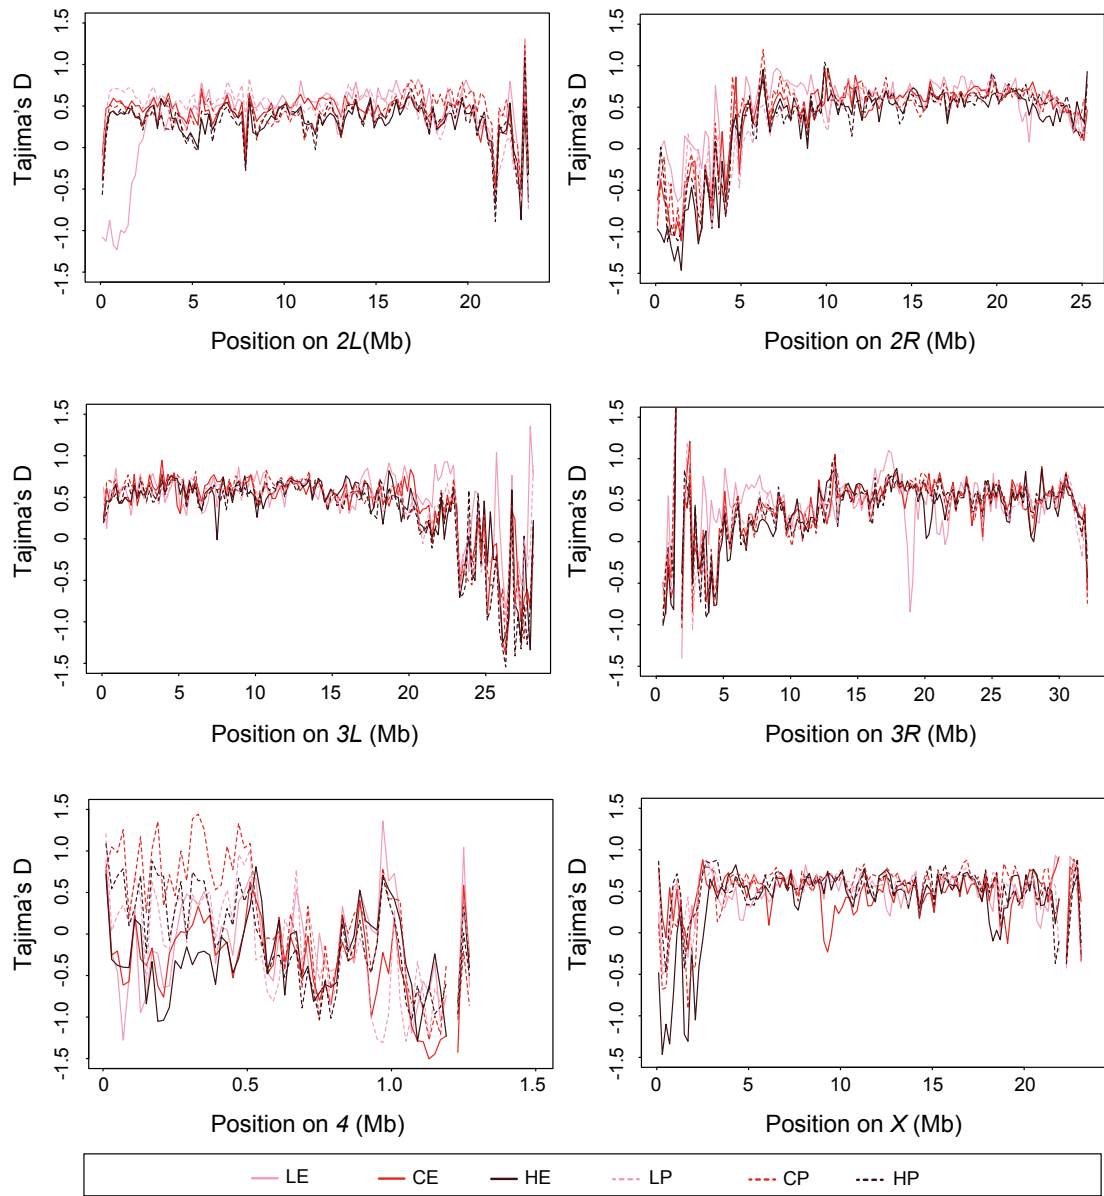 Tajima's D
1.5
1.0
0.5
0
-0.5
-1.0
-1.5
0 5 10 15 20
Position on 2L(Mb)
Tajima's D
1.5
1.0
0.5
0
-0.5
-1.0
-1.5
0 5 10 15 20 25
Position on 2R (Mb)
Tajima's D
1.5
1.0
0.5
0
-0.5
-1.0
-1.5
0 5 10 15 20 25
Position on 3L (Mb)
Tajima's D
1.5
1.0
0.5
0
-0.5
-1.0
-1.5
0 5 10 15 20 25 30
Position on 3R (Mb)
Tajima's D
1.5
1.0
0.5
0
-0.5
-1.0
-1.5
0 0.5 1.0 1.5
Position on 4 (Mb)
Tajima's D
1.5
1.0
0.5
0
-0.5
-1.0
-1.5
0 5 10 15 20
Position on X (Mb)
LE CE HE LP CP HP